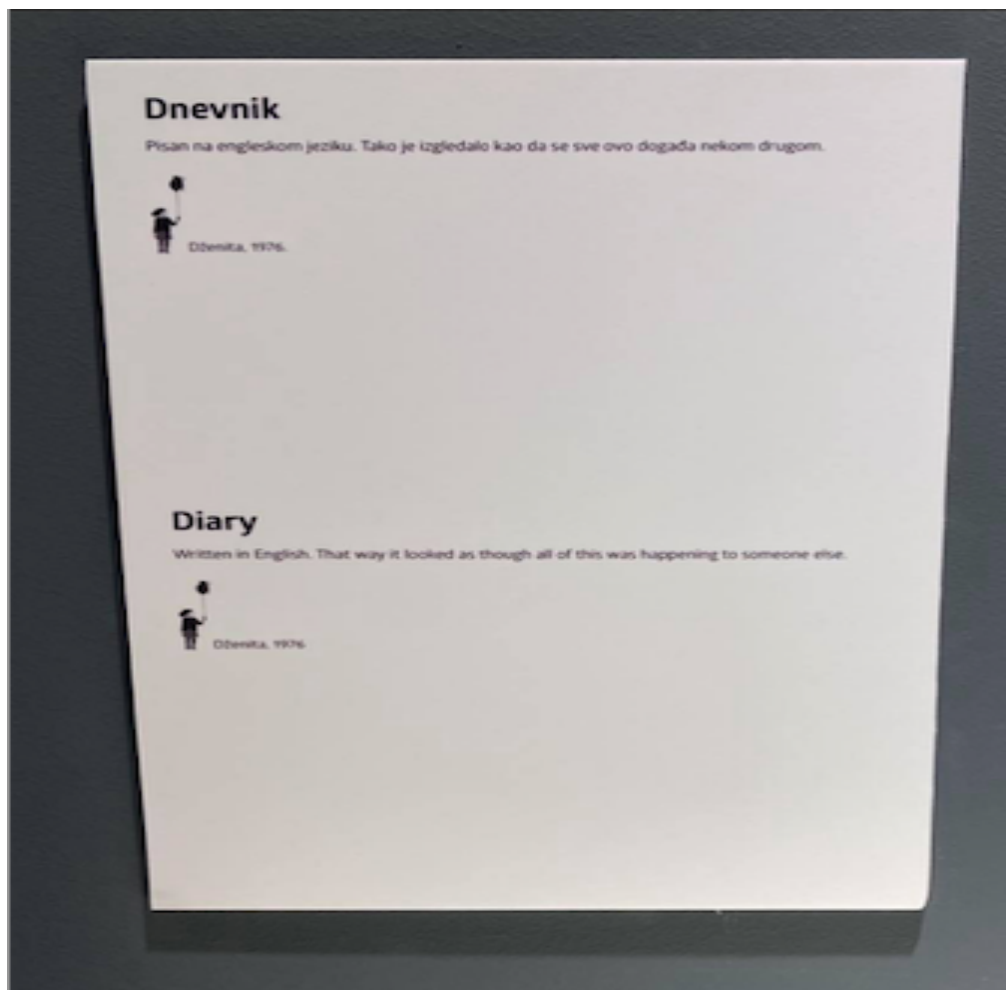 Dnevnik
Pisan na engleskom jeziku. Tako je izgledalo kao da se sve ovo događa nekom drugom.
Dženita, 1976.
Diary
Written in English. That way it looked as though all of this was happening to someone else.
Dženita, 1976